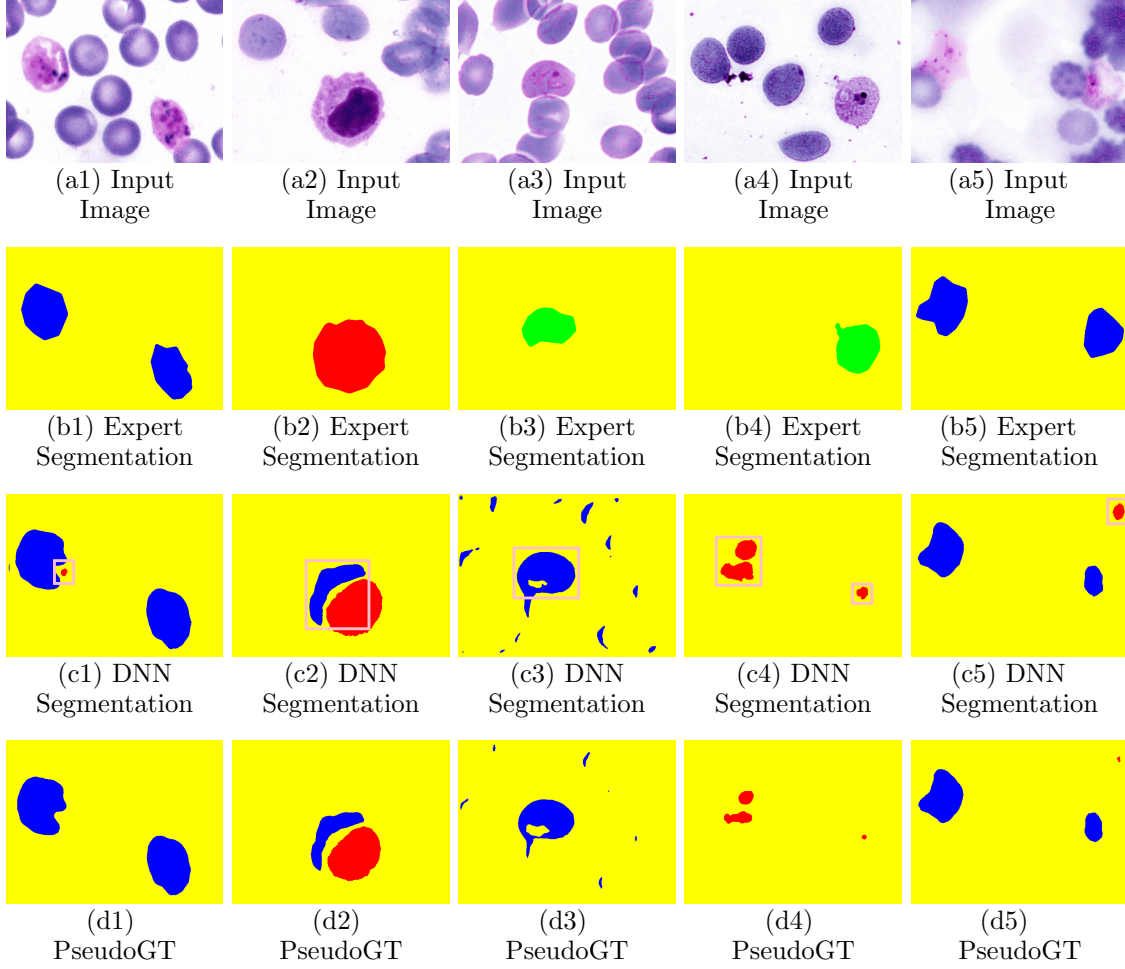 (a1) Input
Image
(a2) Input
Image
(a3) Input
Image
(a4) Input
Image
(a5) Input
Image
(b1) Expert
Segmentation
(b2) Expert
Segmentation
(b3) Expert
Segmentation
(b4) Expert
Segmentation
(b5) Expert
Segmentation
(c1) DNN
Segmentation
(c2) DNN
Segmentation
(c3) DNN
Segmentation
(c4) DNN
Segmentation
(c5) DNN
Segmentation
(d1)
PseudoGT
(d2)
PseudoGT
(d3)
PseudoGT
(d4)
PseudoGT
(d5)
PseudoGT